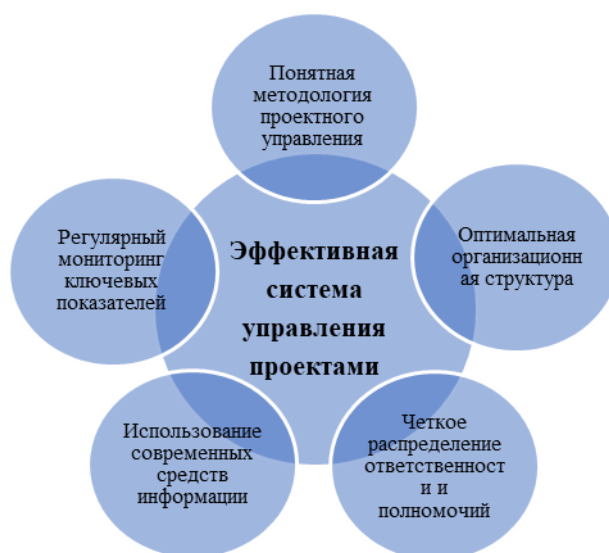 Понятная
методология
проектного
управления
Оптимальная
организационн
ая структура
Четкое
распределение
ответственност
и и
полномочий
Использование
современных
средств
информации
Регулярный
мониторинг
ключевых
показателей
Эффективная
система
управления
проектами